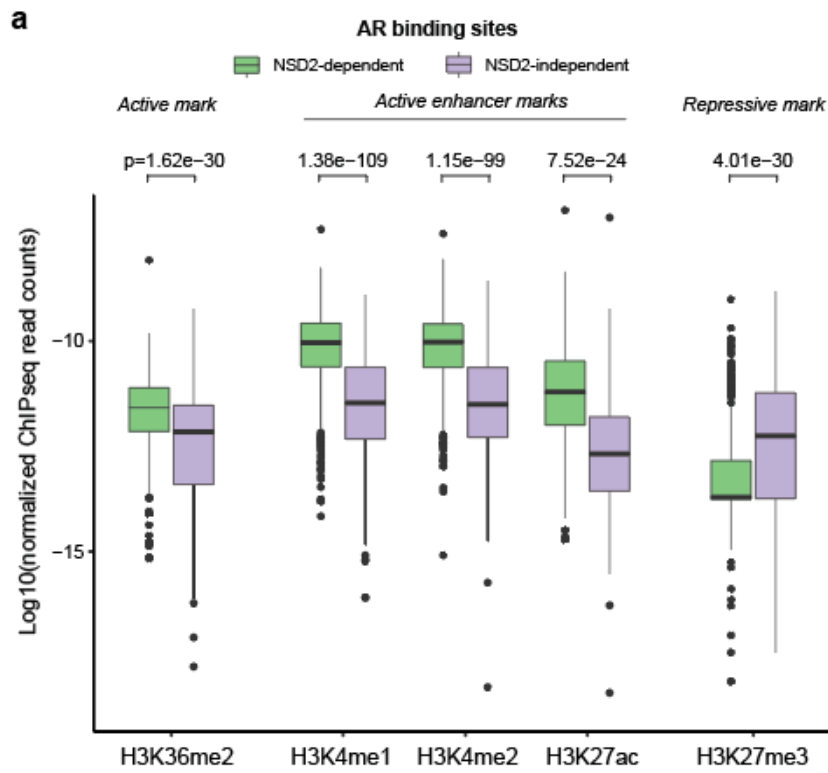 a
AR binding sites
NSD2-dependent NSD2-independent
Active mark Active enhancer marks Repressive mark
p=1.62e−30 1.38e−109 1.15e−99 7.52e−24 4.01e−30
Log10(normalized ChIPseq read counts)
−10
−15
H3K36me2 H3K4me1 H3K4me2 H3K27ac H3K27me3